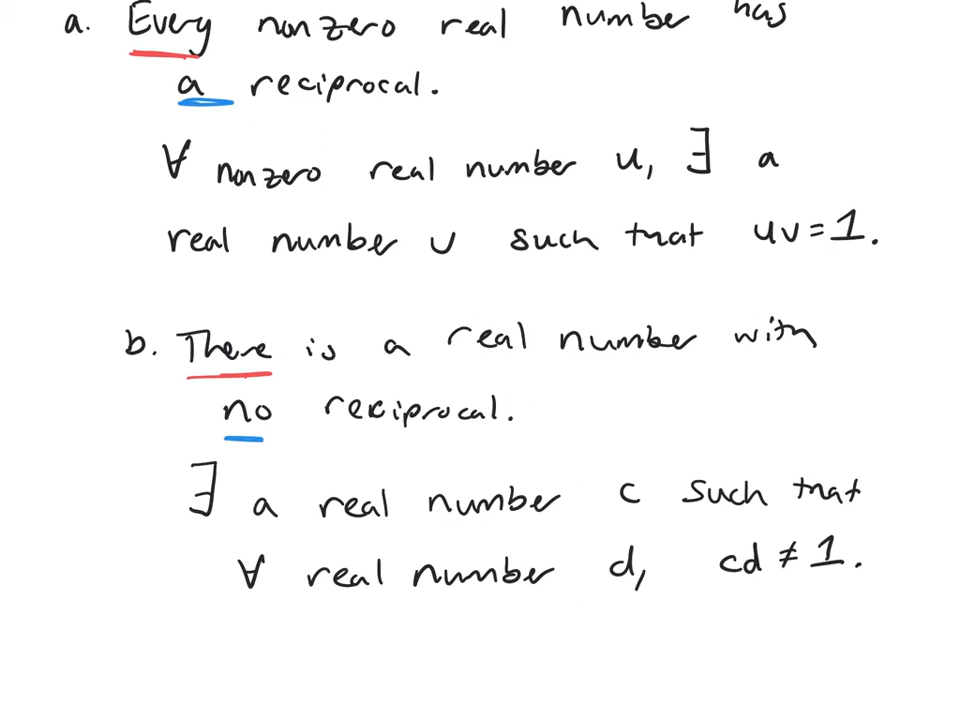 a. Every nonzero real number has
a reciprocal.
∀ nonzero real number u, ∃ a
real number v such that uv = 1.
b. There is a real number with
no reciprocal.
∃ a real number c such that
∀ real number d, cd ≠ 1.